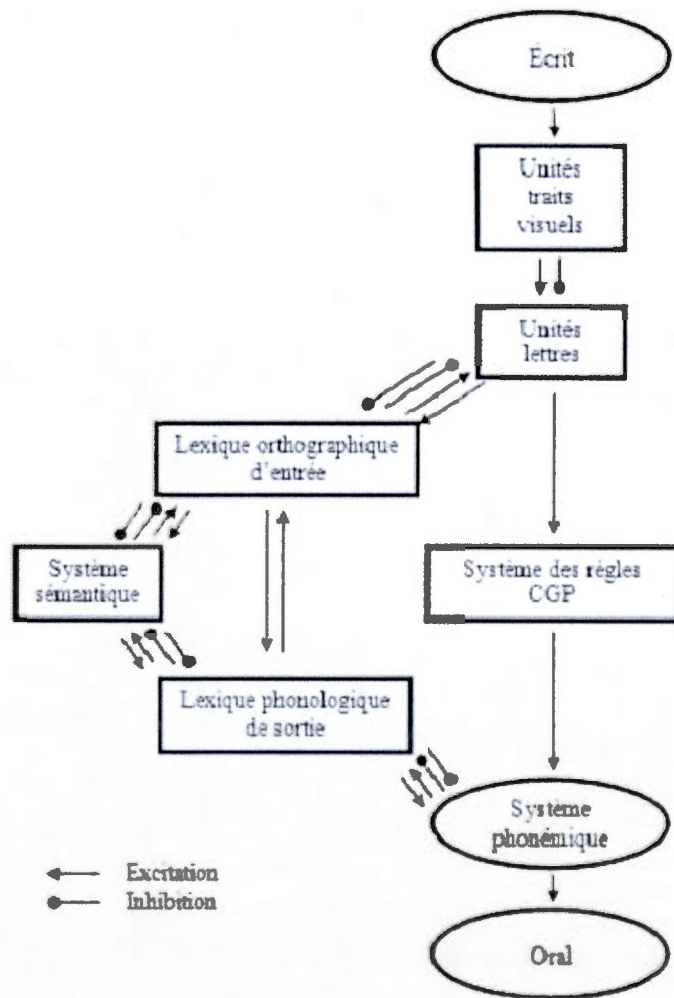 Écrit
Unités
traits
visuels
Unités
lettres
Lexique orthographique
d'entrée
Système
sémantique
Système des règles
CGP
Lexique phonologique
de sortie
Système
phonémique
Excitation
Inhibition
Oral